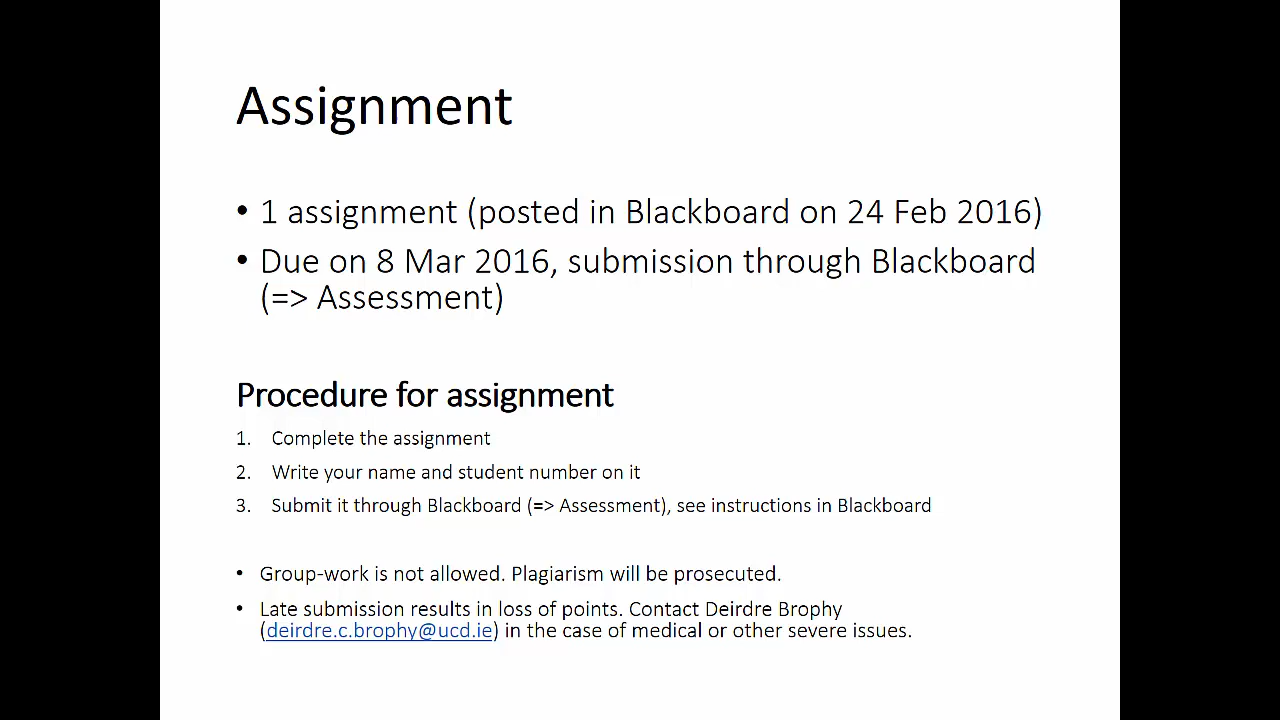 Assignment
• 1 assignment (posted in Blackboard on 24 Feb 2016)
• Due on 8 Mar 2016, submission through Blackboard
(=> Assessment)
Procedure for assignment
1. Complete the assignment
2. Write your name and student number on it
3. Submit it through Blackboard (=> Assessment), see instructions in Blackboard
• Group-work is not allowed. Plagiarism will be prosecuted.
• Late submission results in loss of points. Contact Deirdre Brophy
(deirdre.c.brophy@ucd.ie) in the case of medical or other severe issues.